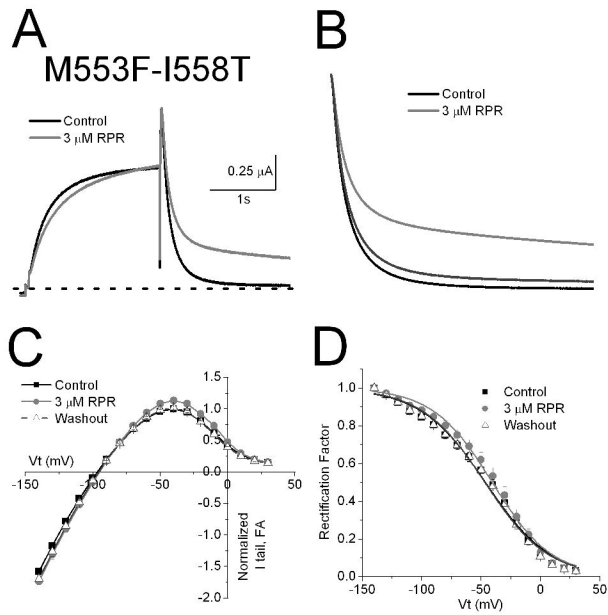 A
M553F-I558T
Control
3 μM RPR
0.25 μA
1s
B
Control
3 μM RPR
C
Control
3 μM RPR
Washout
Vt (mV)
-150
-100
-50
0
50
1.5
1.0
0.5
0.0
-0.5
-1.0
-1.5
-2.0
Normalized
I tail, FA
D
Control
3 μM RPR
Washout
Rectification Factor
1.0
0.8
0.6
0.4
0.2
0.0
-150
-100
-50
0
50
Vt (mV)